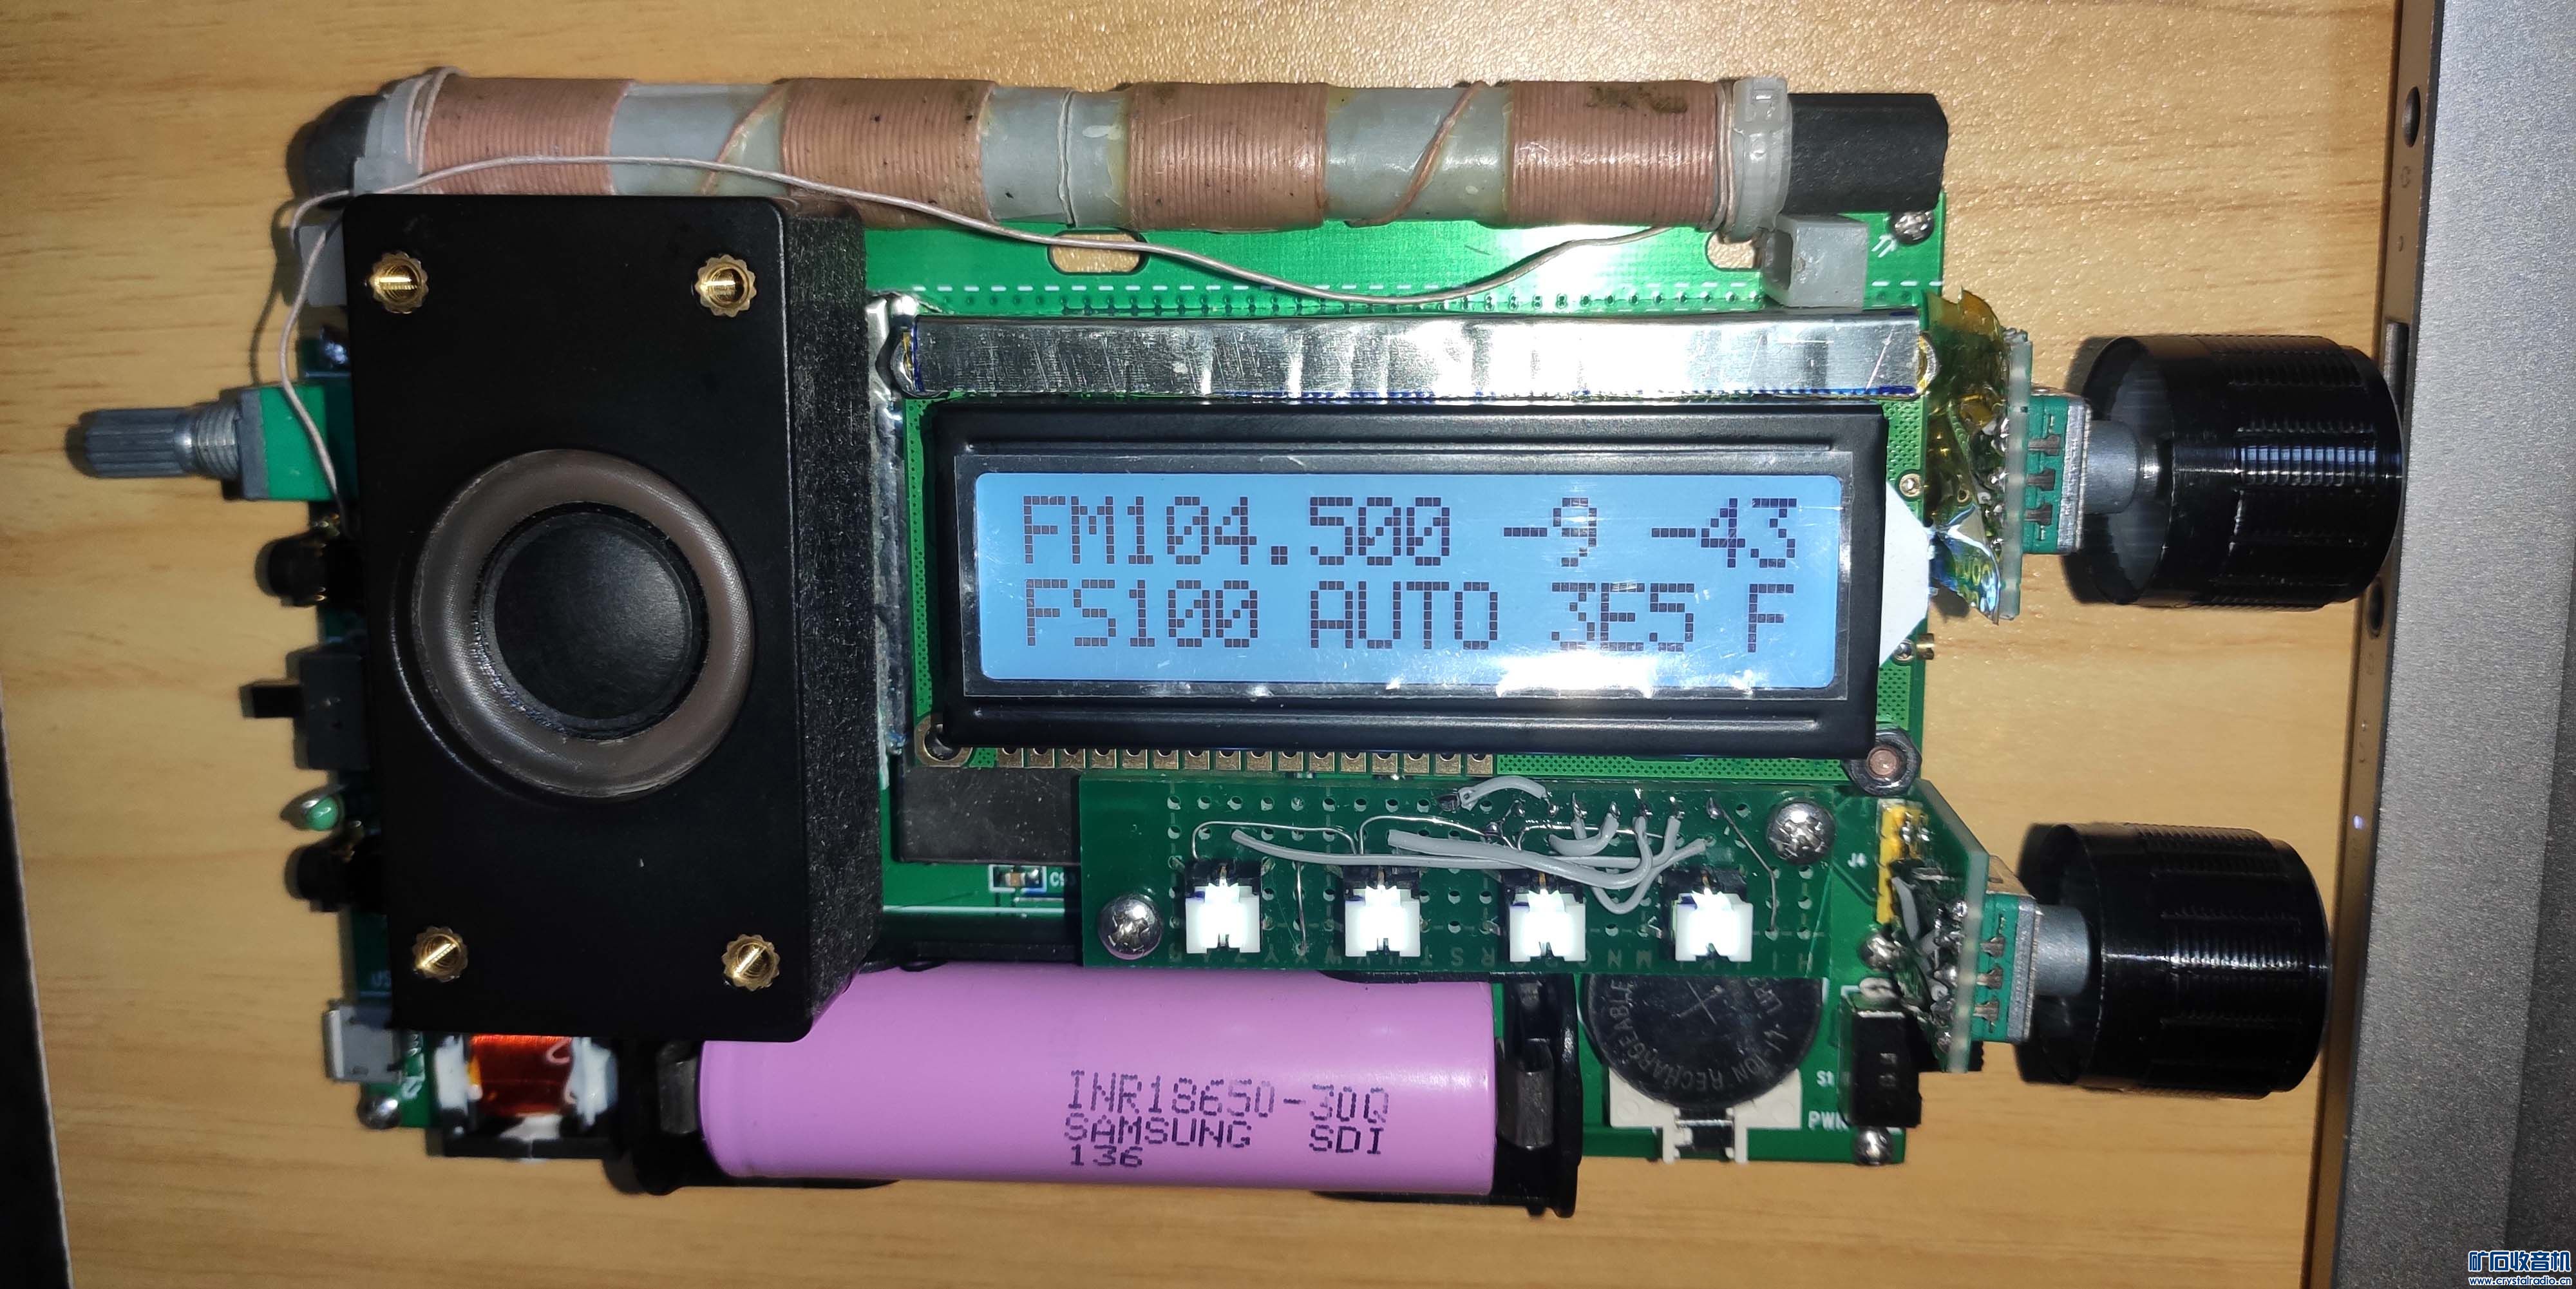 FM104.500 -9 -43
FS100 AUTO 3E5 F
J4
C93
INR18650-30Q
SAMSUNG SDI
136
LI-ION RECHARGEABLE
PWR
矿石收音机
www.crystalradio.cn